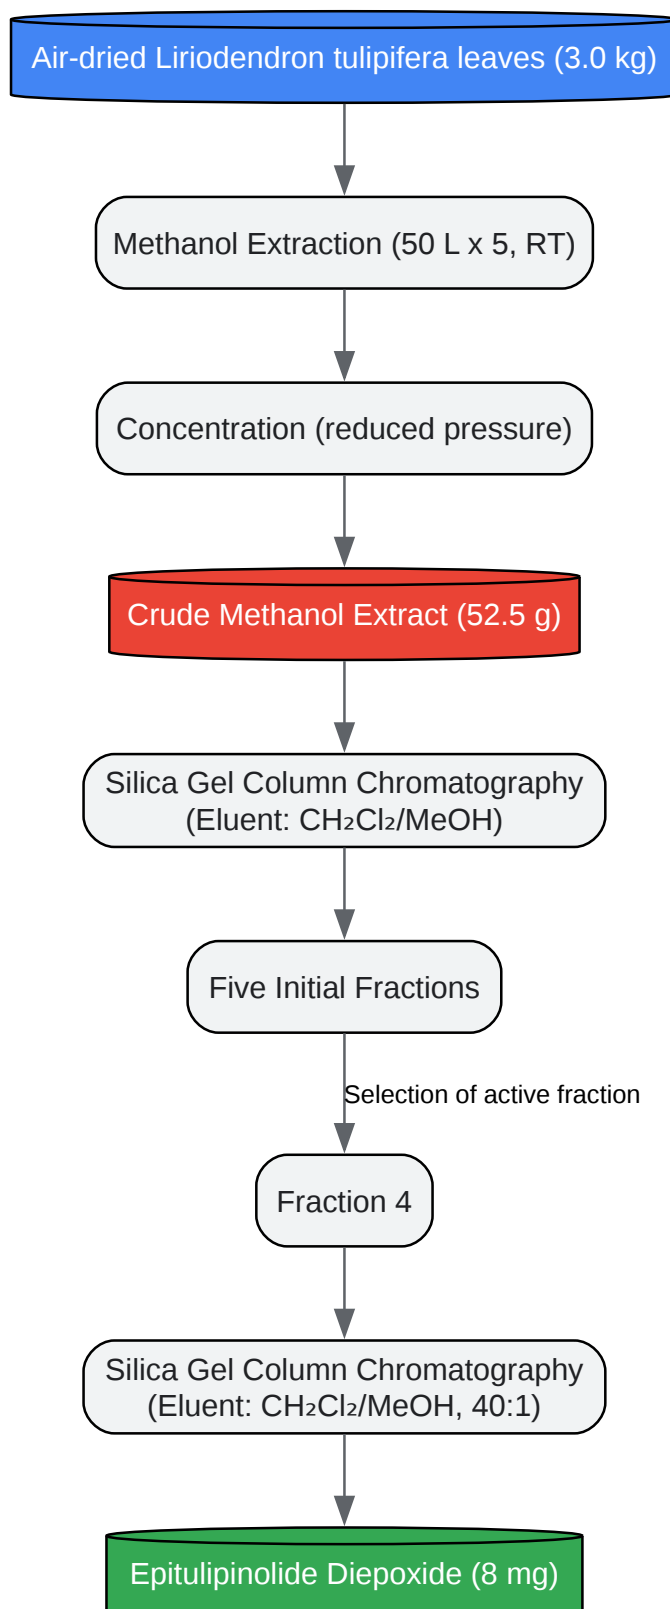 Air-dried Liriodendron tulipifera leaves (3.0 kg)
Methanol Extraction (50 L x 5, RT)
Concentration (reduced pressure)
Crude Methanol Extract (52.5 g)
Silica Gel Column Chromatography
(Eluent: CH₂Cl₂/MeOH)
Five Initial Fractions
Selection of active fraction
Fraction 4
Silica Gel Column Chromatography
(Eluent: CH₂Cl₂/MeOH, 40:1)
Epitulipinolide Diepoxide (8 mg)